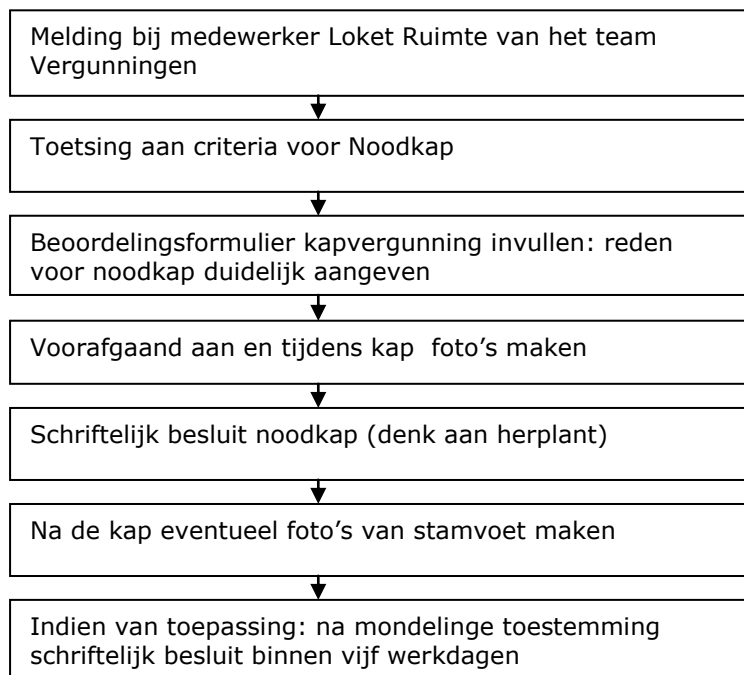 Melding bij medewerker Loket Ruimte van het team
Vergunningen
Toetsing aan criteria voor Noodkap
Beoordelingsformulier kapvergunning invullen: reden
voor noodkap duidelijk aangeven
Voorafgaand aan en tijdens kap  foto’s maken
Schriftelijk besluit noodkap (denk aan herplant)
Na de kap eventueel foto’s van stamvoet maken
Indien van toepassing: na mondelinge toestemming
schriftelijk besluit binnen vijf werkdagen